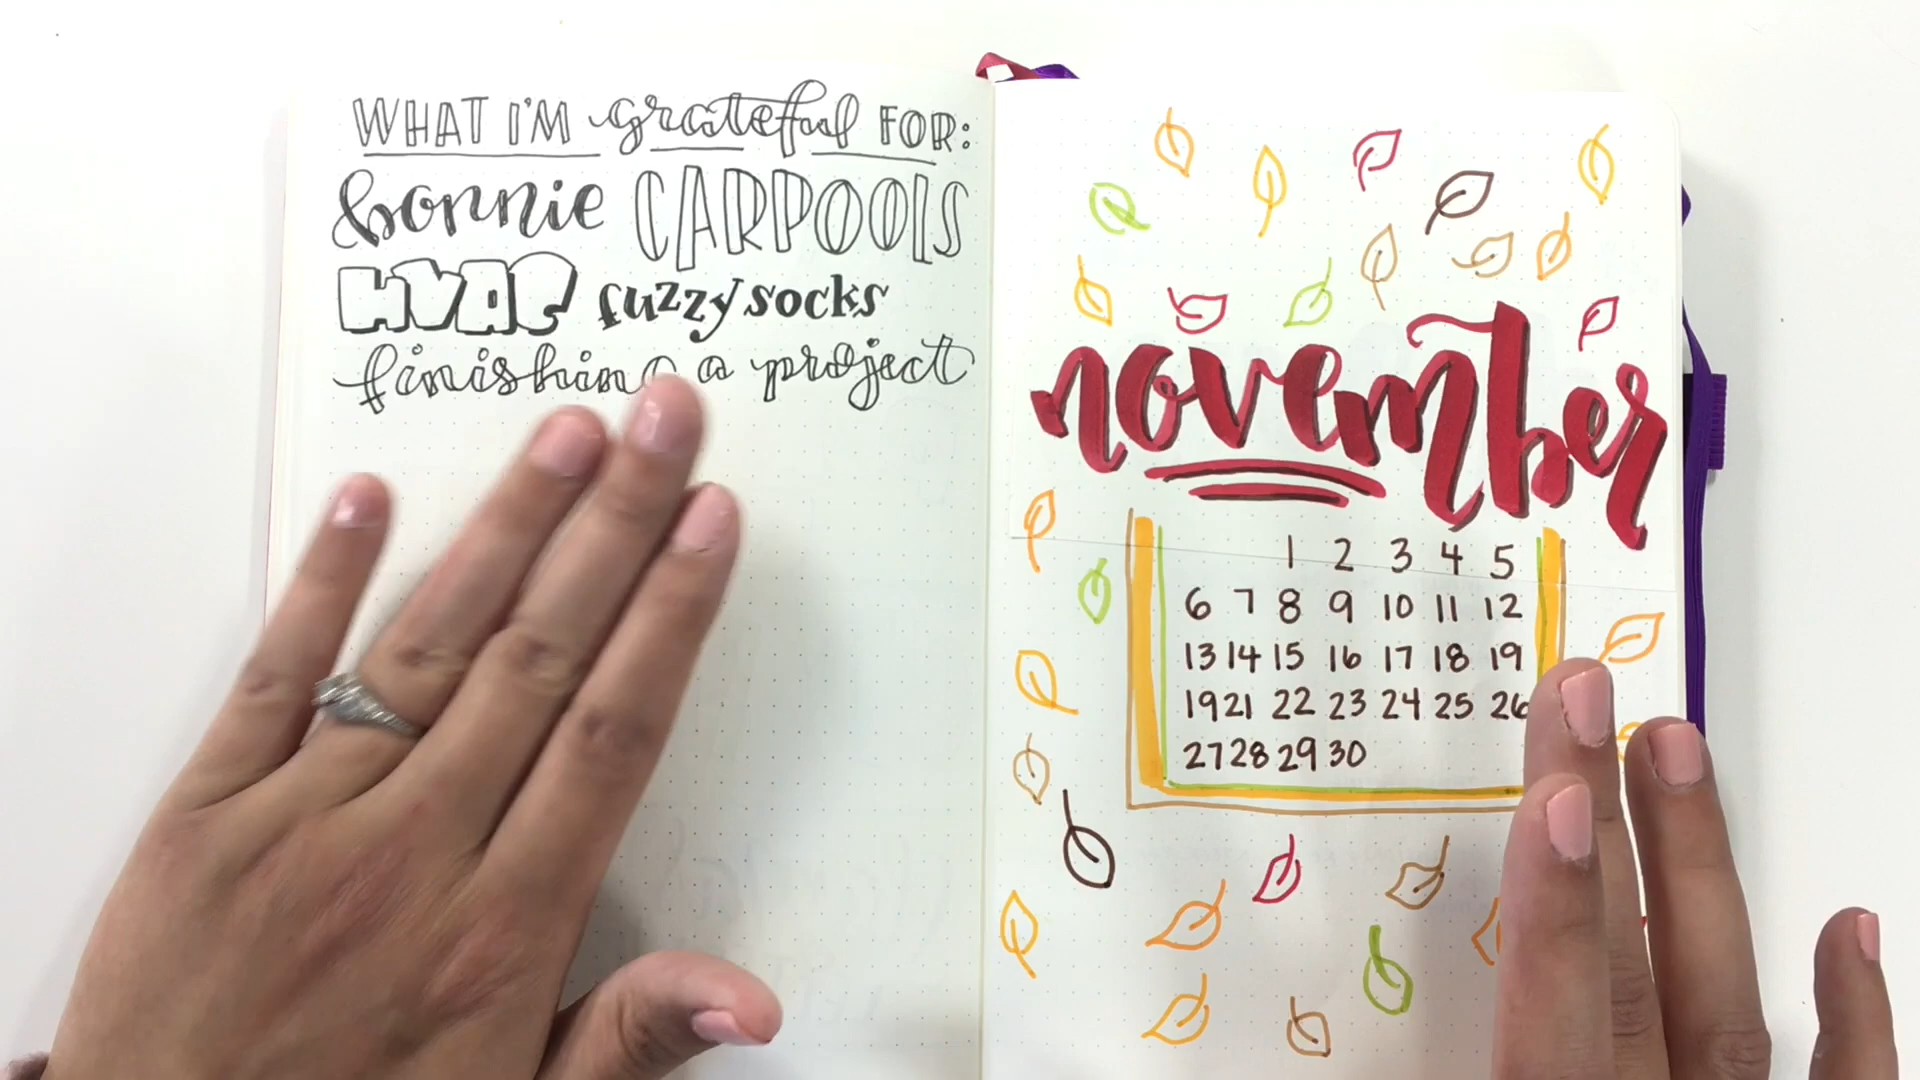 WHAT I'M grateful FOR:
bonnie CARPOOLS
HVAC fuzzy socks
finishing a project
november
1 2 3 4 5
6 7 8 9 10 11 12
13 14 15 16 17 18 19
19 21 22 23 24 25 26
27 28 29 30